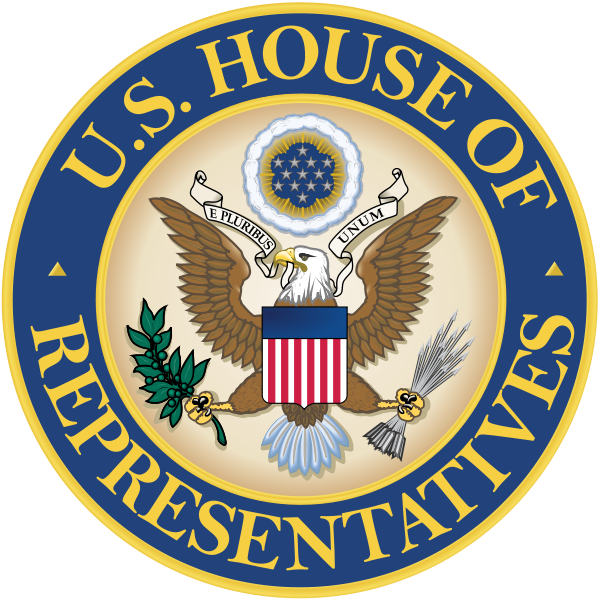 U.S. HOUSE OF
REPRESENTATIVES
E PLURIBUS
UNUM